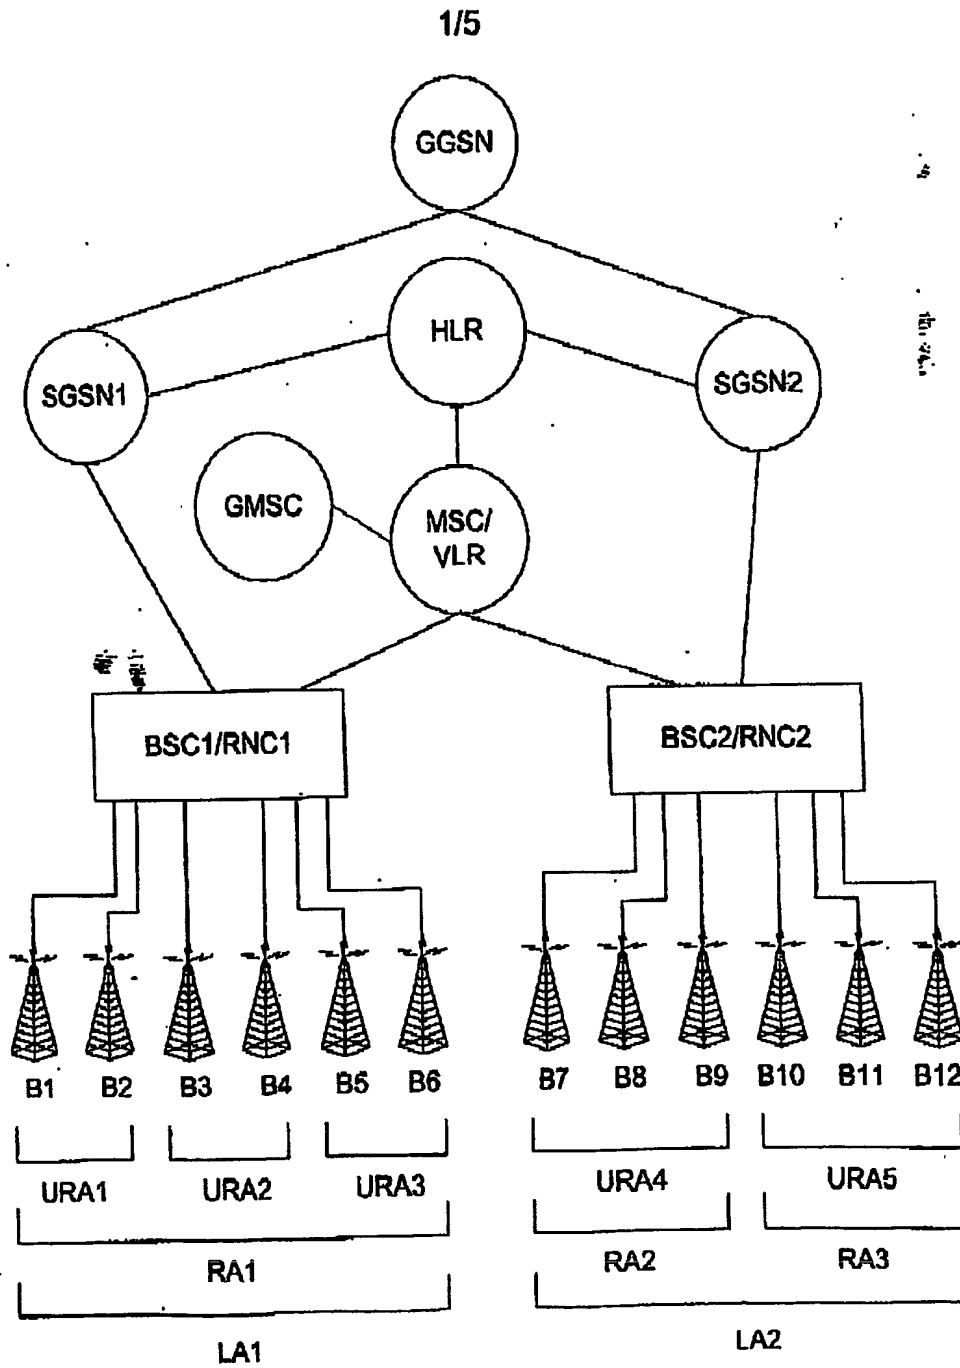 1/5
GGSN
HLR
SGSN1
SGSN2
GMSC
MSC/
VLR
BSC1/RNC1
BSC2/RNC2
B1 B2 B3 B4 B5 B6 B7 B8 B9 B10 B11 B12
URA1 URA2 URA3 URA4 URA5
RA1 RA2 RA3
LA1 LA2